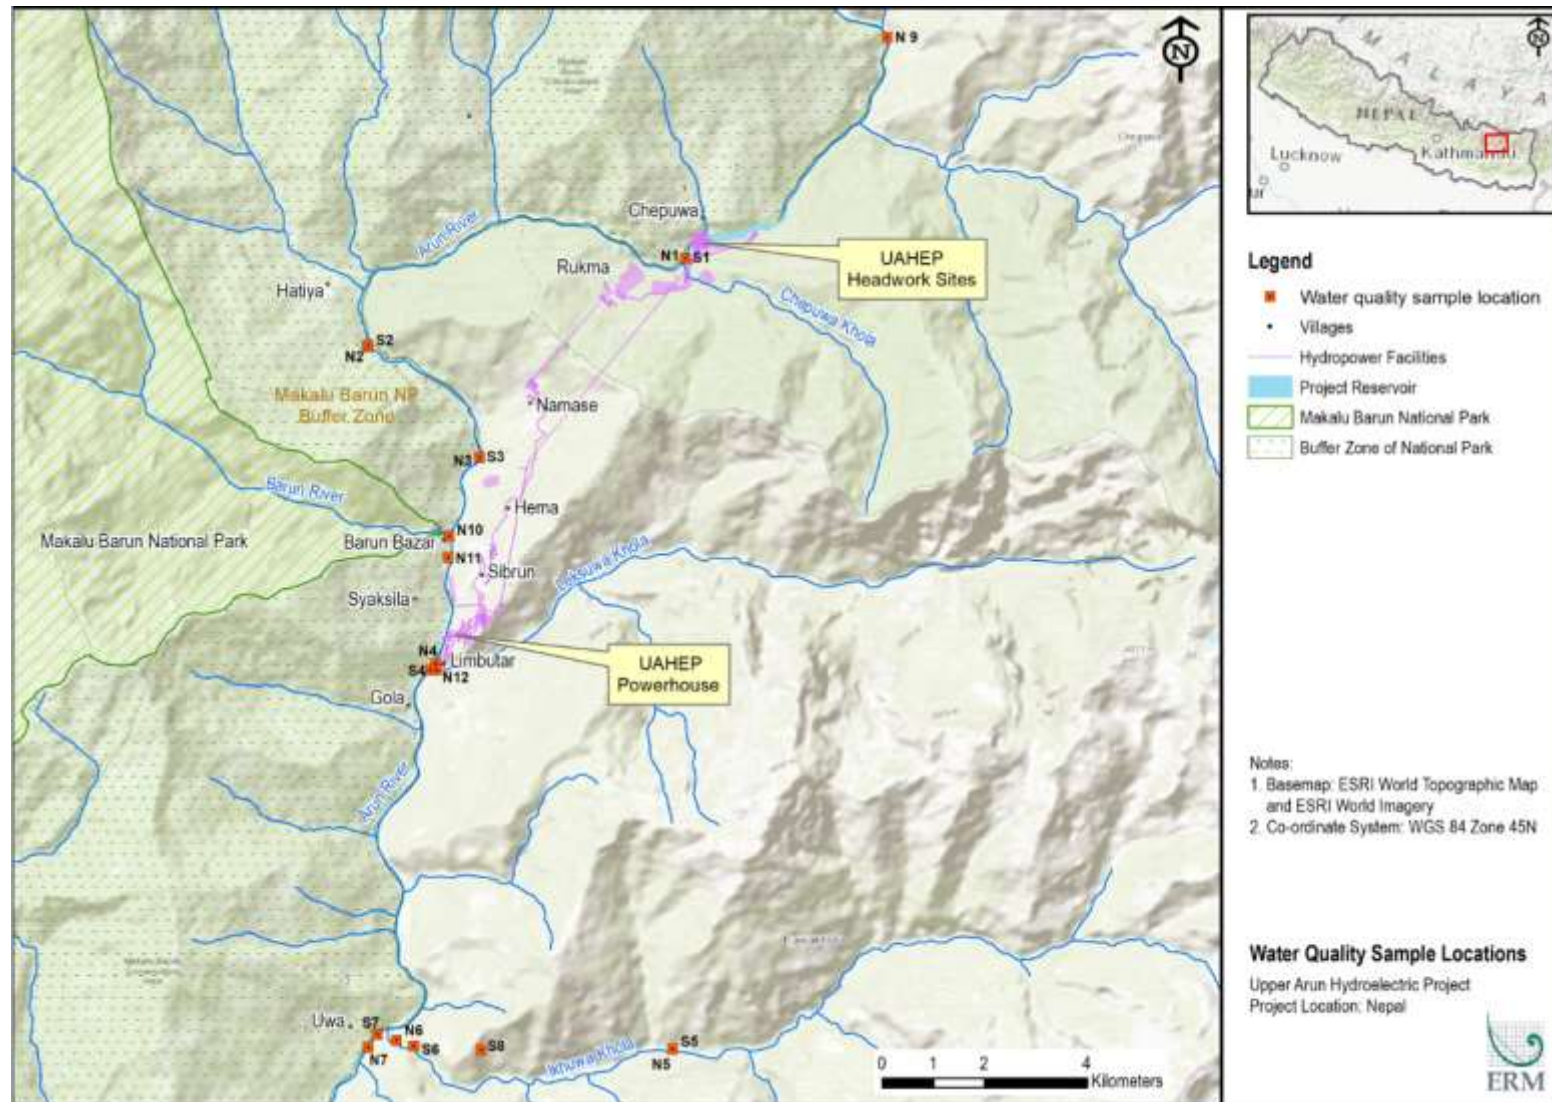 N 9
N
Chepuwa
Arun River
N1
S1
Rukma
UAHEP
Headwork Sites
Hatiya
Chepuwa Khola
S2
N2
Makalu Barun NP
Buffer Zone
Namase
N3
S3
Barun River
Hema
N10
Makalu Barun National Park
Barun Bazar
N11
Leksuwa Khola
Sibrun
Syaksila
N4
Limbutar
S4
N12
UAHEP
Powerhouse
Gola
Arun River
Uwa
S7
N6
S6
S8
S5
N7
N5
Ikhuwa Khola
0 1 2 4
Kilometers
N
MALAYA
NEPAL
Lucknow
Kathmandu
Legend
Water quality sample location
Villages
Hydropower Facilities
Project Reservoir
Makalu Barun National Park
Buffer Zone of National Park
Notes:
1. Basemap: ESRI World Topographic Map
and ESRI World Imagery
2. Co-ordinate System: WGS 84 Zone 45N
Water Quality Sample Locations
Upper Arun Hydroelectric Project
Project Location: Nepal
ERM